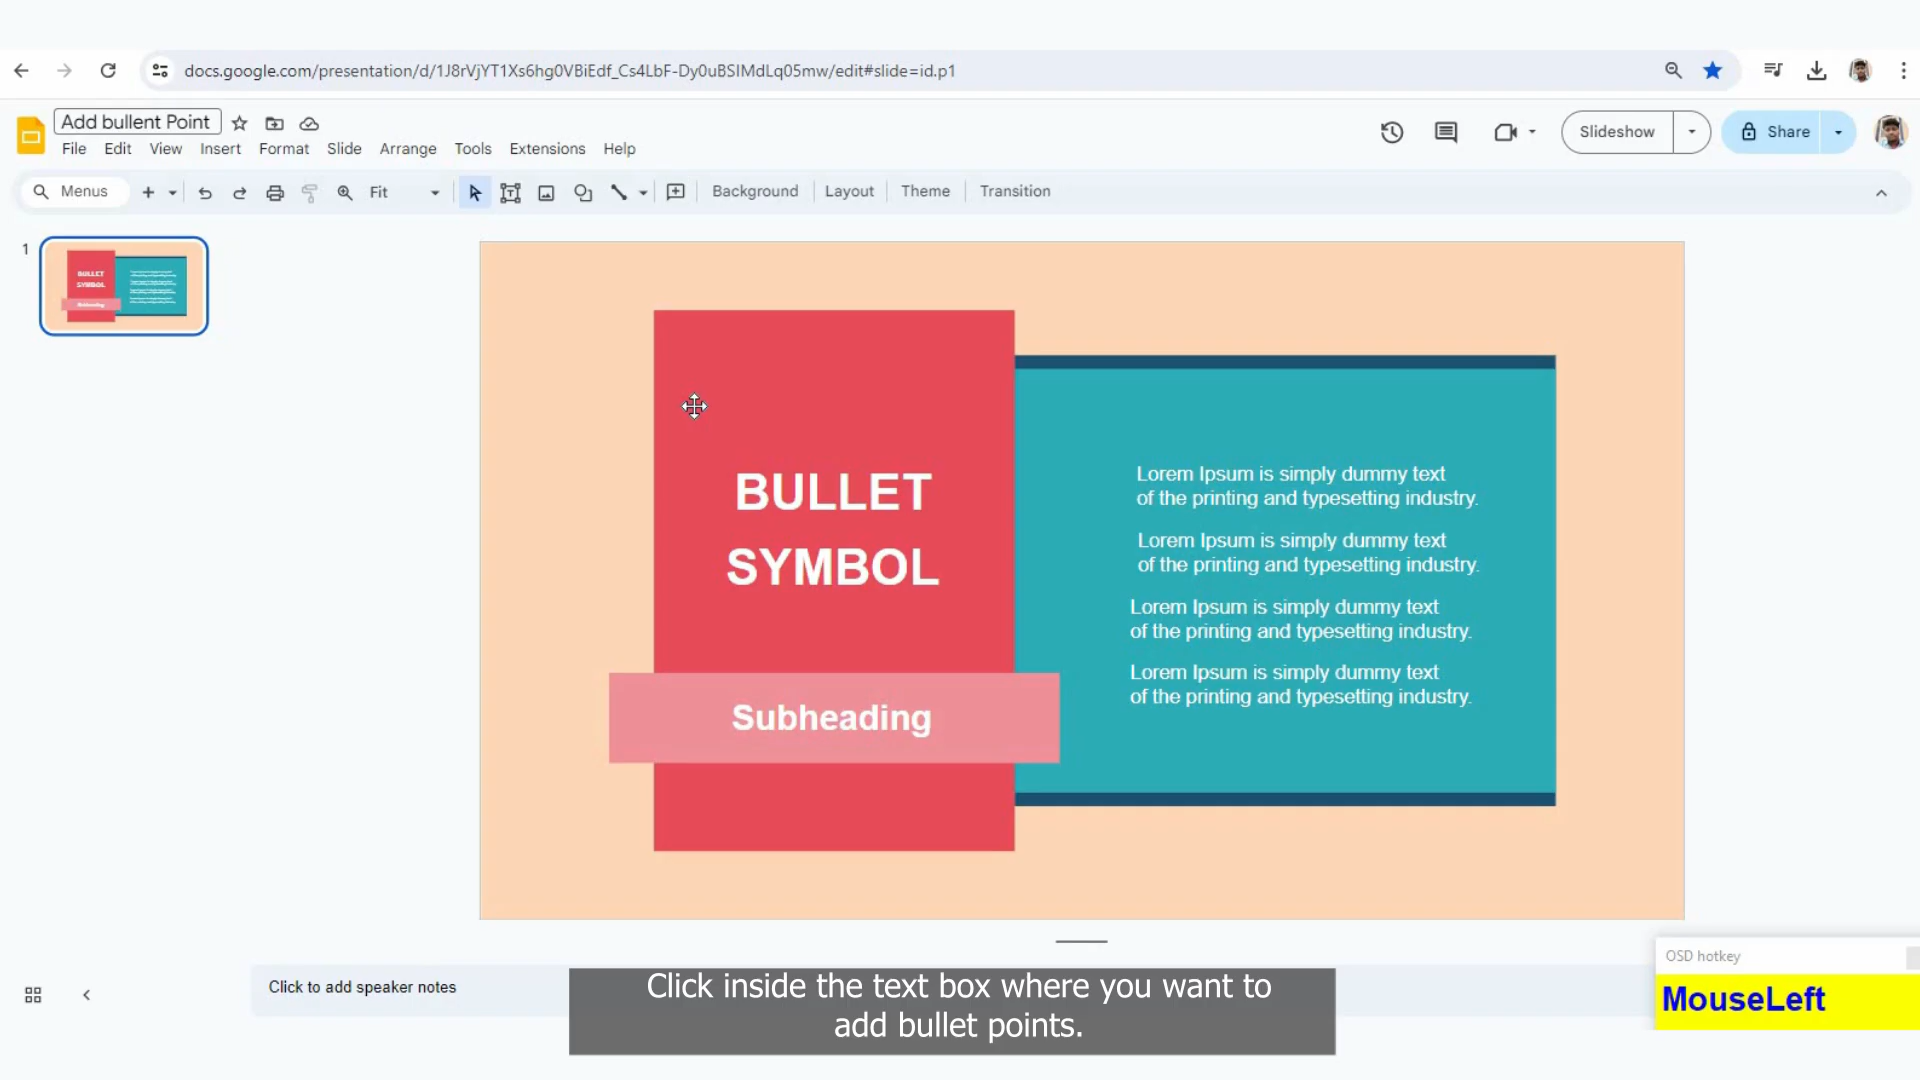 docs.google.com/presentation/d/1J8rVjYT1Xs6hg0VBiEdf_Cs4LbF-Dy0uBSIMdLq05mw/edit#slide=id.p1
Add bullent Point
File Edit View Insert Format Slide Arrange Tools Extensions Help
Slideshow
Share
Menus
Fit
Background
Layout
Theme
Transition
1
BULLET
SYMBOL
Subheading
BULLET
SYMBOL
Subheading
Lorem Ipsum is simply dummy text
of the printing and typesetting industry.
Lorem Ipsum is simply dummy text
of the printing and typesetting industry.
Lorem Ipsum is simply dummy text
of the printing and typesetting industry.
Lorem Ipsum is simply dummy text
of the printing and typesetting industry.
Click to add speaker notes
Click inside the text box where you want to
add bullet points.
OSD hotkey
MouseLeft